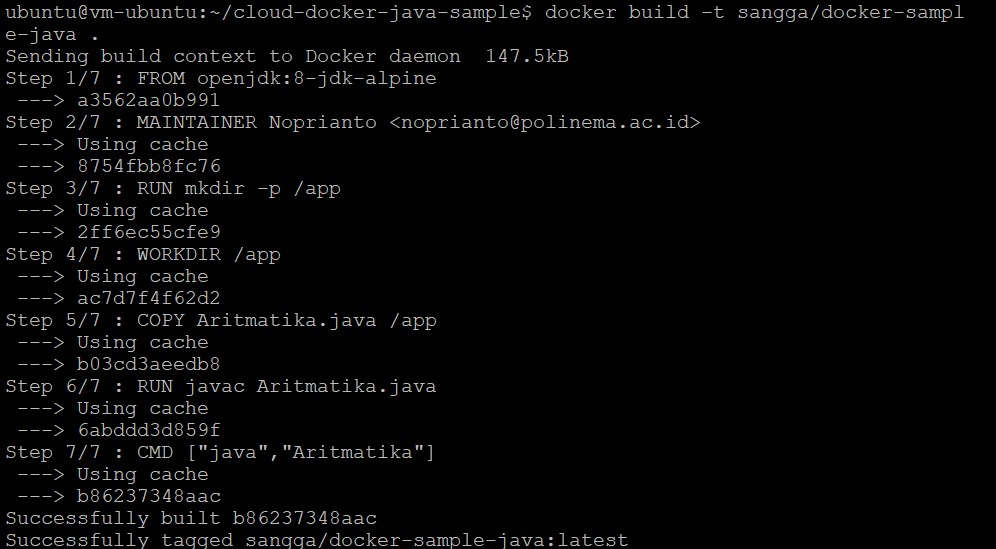 ubuntu@vm-ubuntu:~/cloud-docker-java-sample$ docker build -t sangga/docker-sampl
e-java .
Sending build context to Docker daemon  147.5kB
Step 1/7 : FROM openjdk:8-jdk-alpine
 ---> a3562aa0b991
Step 2/7 : MAINTAINER Noprianto <noprianto@polinema.ac.id>
 ---> Using cache
 ---> 8754fbb8fc76
Step 3/7 : RUN mkdir -p /app
 ---> Using cache
 ---> 2ff6ec55cfe9
Step 4/7 : WORKDIR /app
 ---> Using cache
 ---> ac7d7f4f62d2
Step 5/7 : COPY Aritmatika.java /app
 ---> Using cache
 ---> b03cd3aeedb8
Step 6/7 : RUN javac Aritmatika.java
 ---> Using cache
 ---> 6abddd3d859f
Step 7/7 : CMD ["java","Aritmatika"]
 ---> Using cache
 ---> b86237348aac
Successfully built b86237348aac
Successfully tagged sangga/docker-sample-java:latest